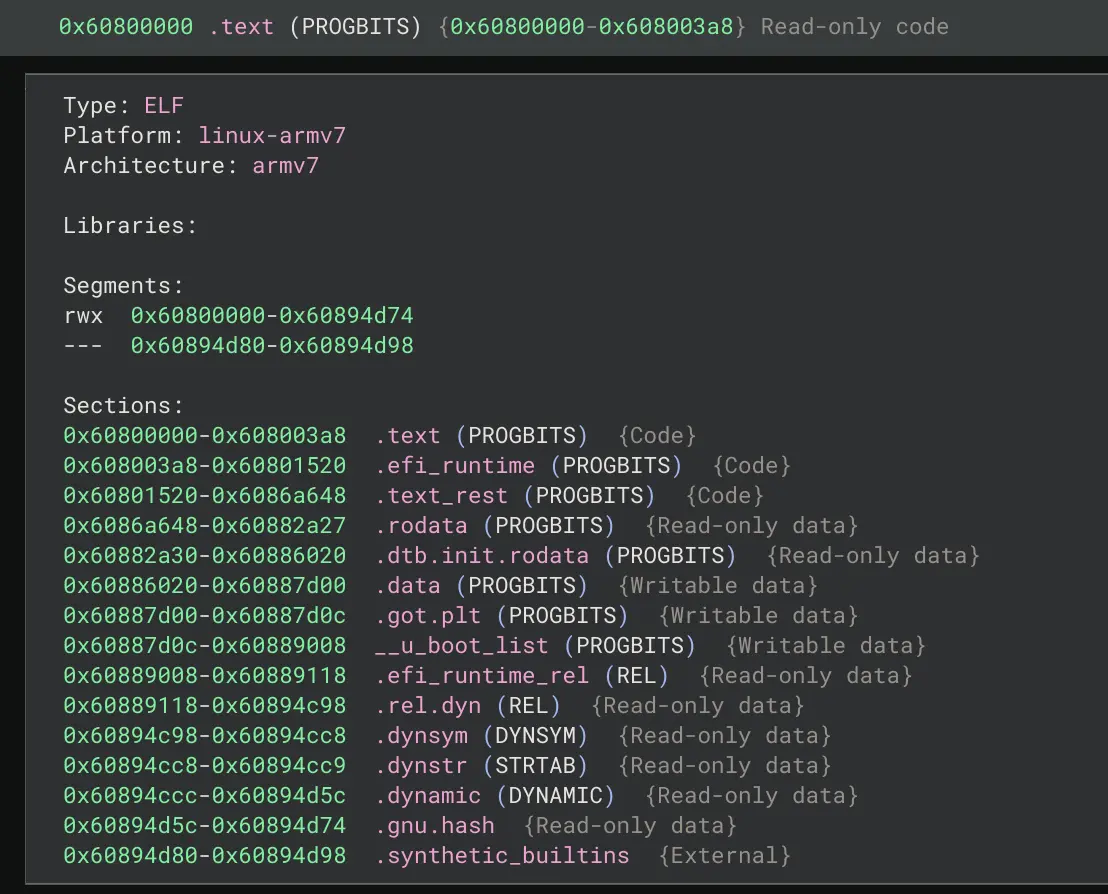 0x60800000 .text (PROGBITS) {0x60800000-0x608003a8} Read-only code
Type: ELF
Platform: linux-armv7
Architecture: armv7
Libraries:
Segments:
rwx 0x60800000-0x60894d74
--- 0x60894d80-0x60894d98
Sections:
0x60800000-0x608003a8 .text (PROGBITS) {Code}
0x608003a8-0x60801520 .efi_runtime (PROGBITS) {Code}
0x60801520-0x6086a648 .text_rest (PROGBITS) {Code}
0x6086a648-0x60882a27 .rodata (PROGBITS) {Read-only data}
0x60882a30-0x60886020 .dtb.init.rodata (PROGBITS) {Read-only data}
0x60886020-0x60887d00 .data (PROGBITS) {Writable data}
0x60887d00-0x60887d0c .got.plt (PROGBITS) {Writable data}
0x60887d0c-0x60889008 __u_boot_list (PROGBITS) {Writable data}
0x60889008-0x60889118 .efi_runtime_rel (REL) {Read-only data}
0x60889118-0x60894c98 .rel.dyn (REL) {Read-only data}
0x60894c98-0x60894cc8 .dynsym (DYNSYM) {Read-only data}
0x60894cc8-0x60894cc9 .dynstr (STRTAB) {Read-only data}
0x60894ccc-0x60894d5c .dynamic (DYNAMIC) {Read-only data}
0x60894d5c-0x60894d74 .gnu.hash {Read-only data}
0x60894d80-0x60894d98 .synthetic_builtins {External}